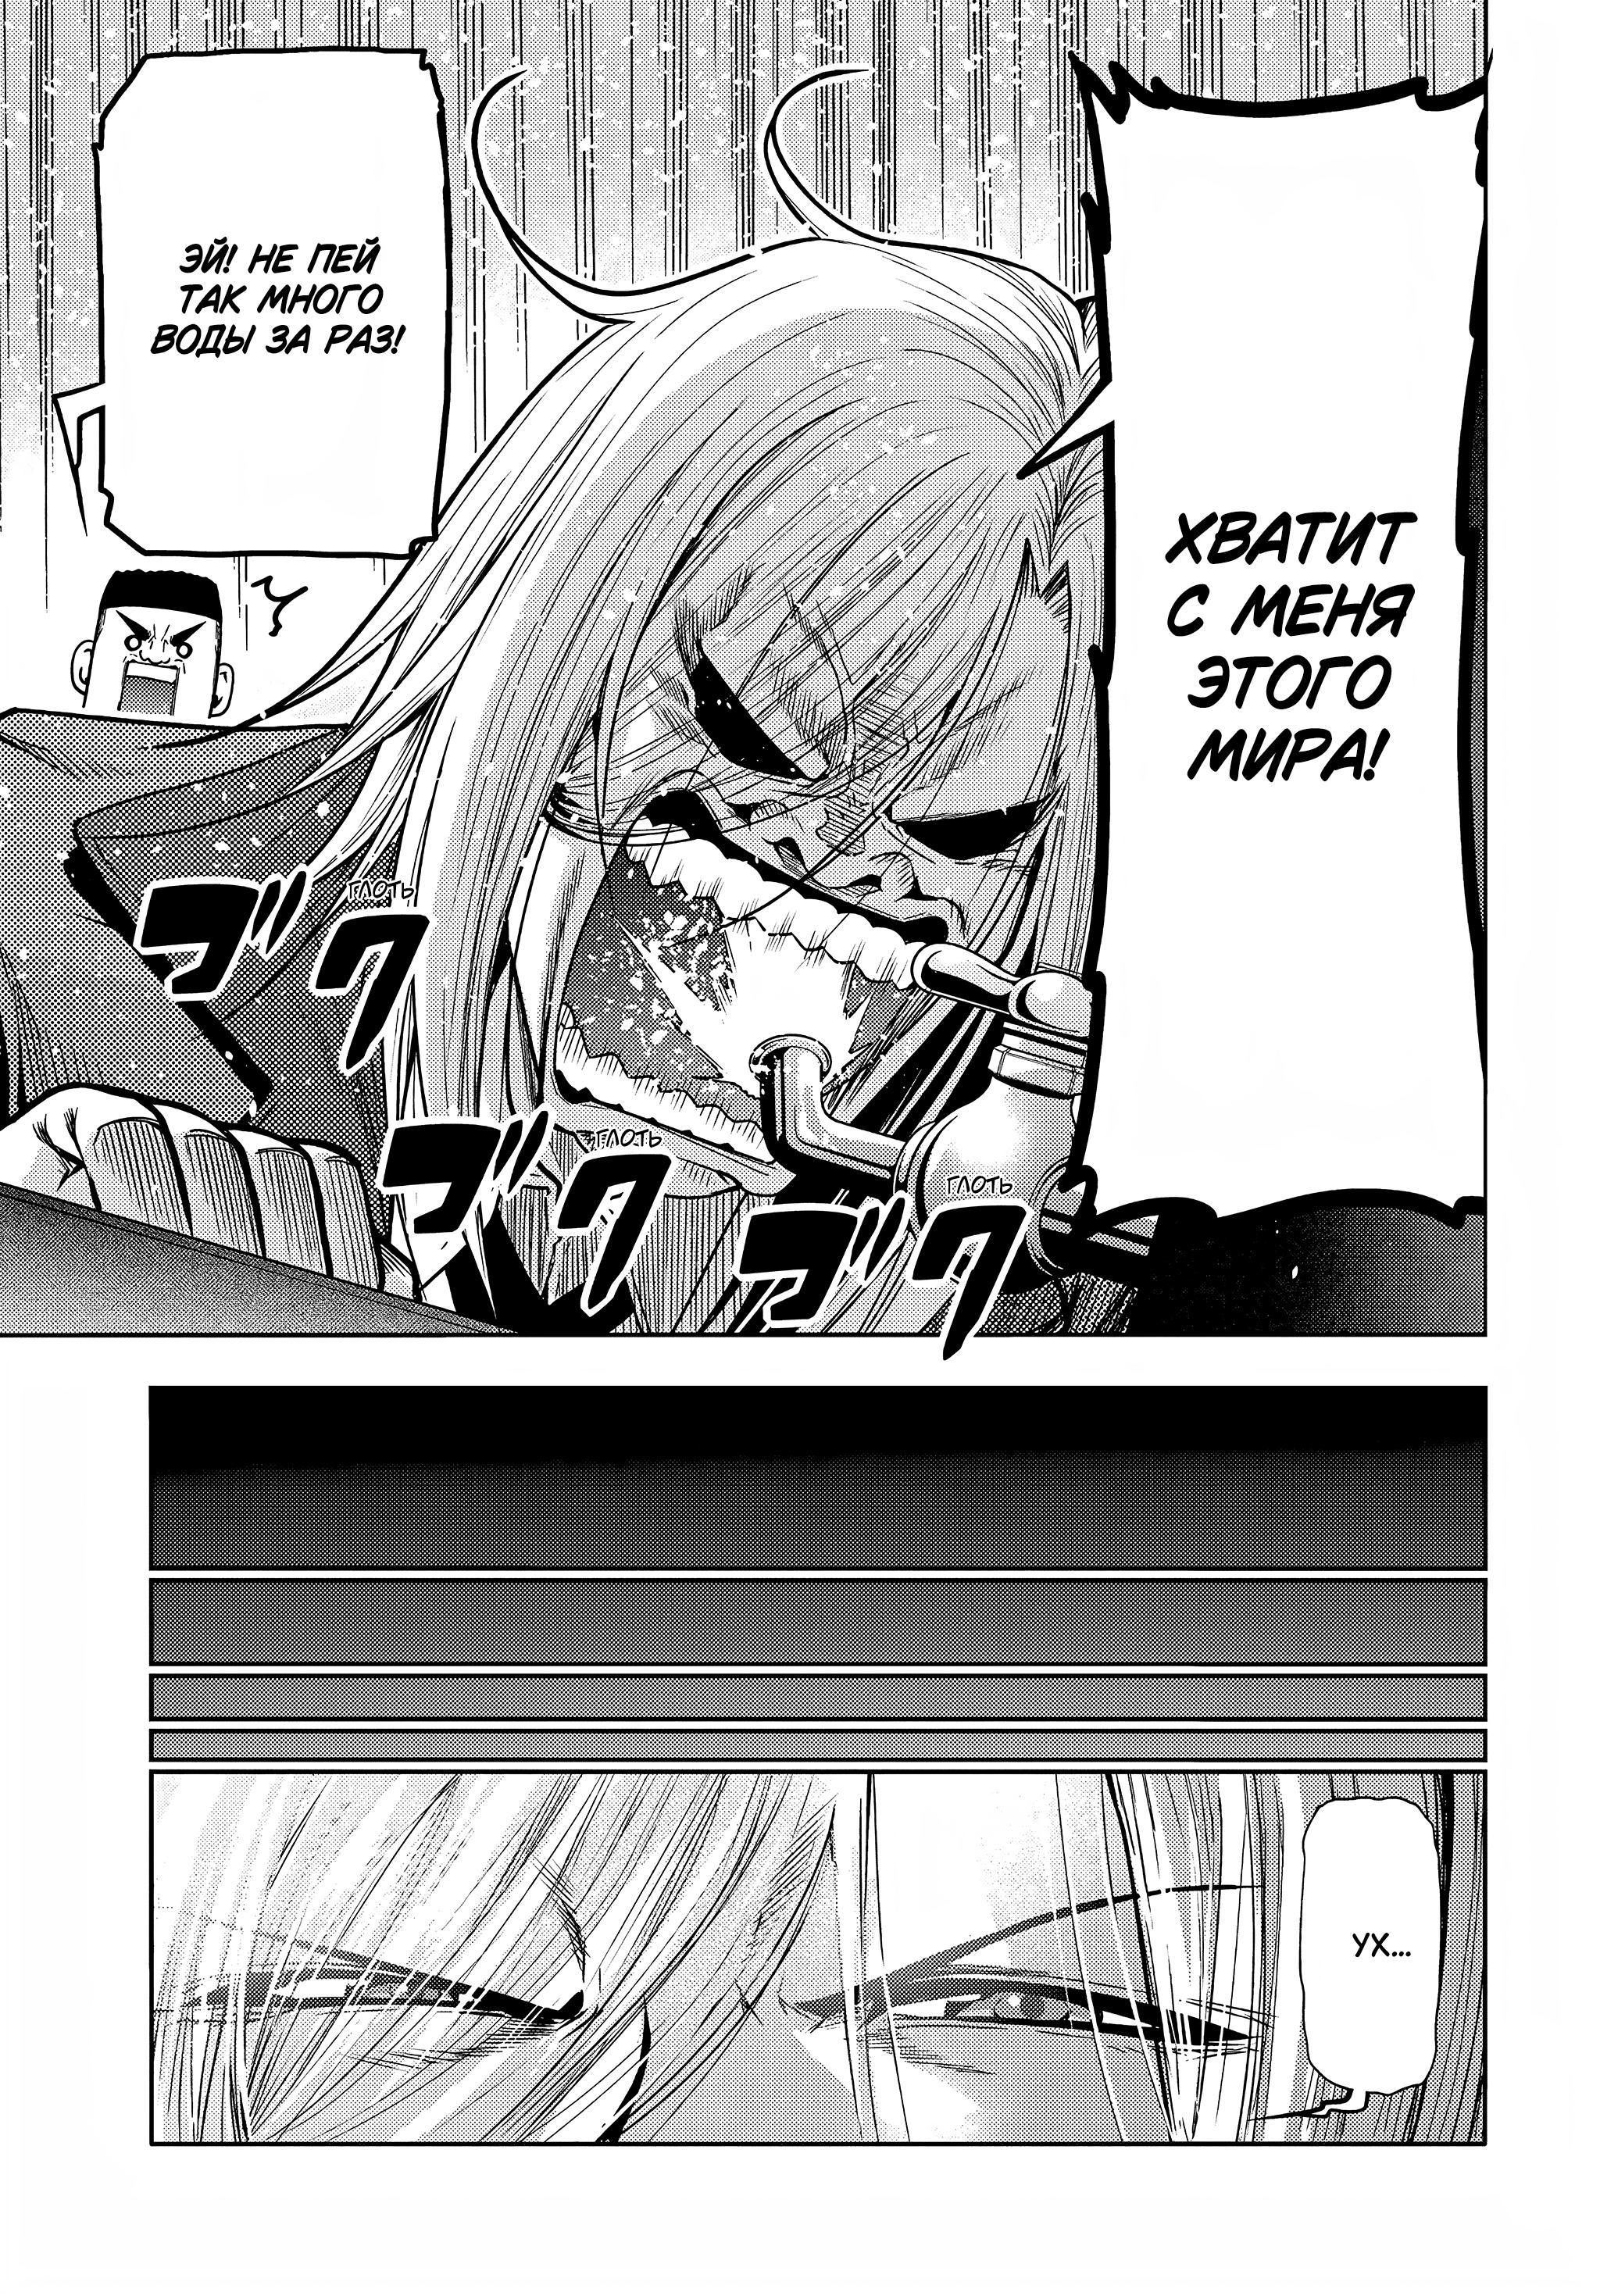 ХВАТИТ
С МЕНЯ
ЭТОГО
МИРА!
ЭЙ! НЕ ПЕЙ
ТАК МНОГО
ВОДЫ ЗА РАЗ!
ГЛОТЬ
ゴク
ГЛОТЬ
ゴク
ГЛОТЬ
ゴク
УХ...